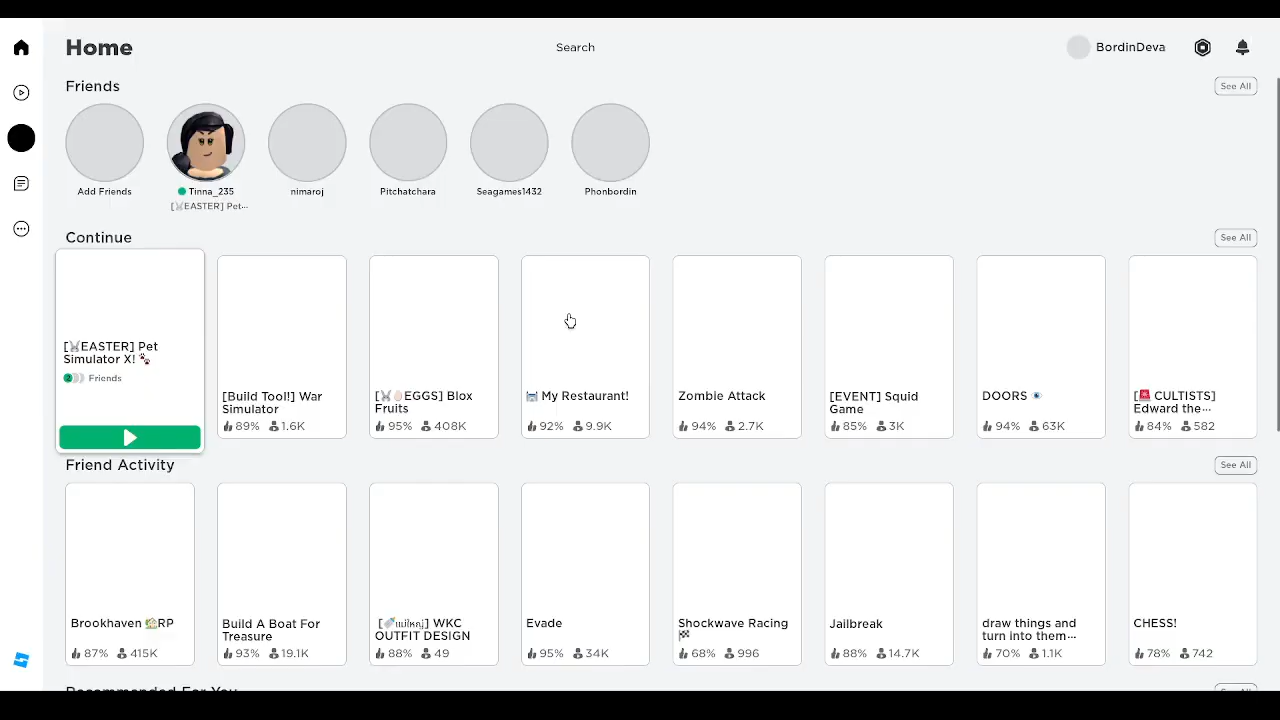 Home
Search
BordinDeva
Friends
See All
Add Friends
Tinna_235
[🐰EASTER] Pet...
nimaroj
Pitchatchara
Seagames1432
Phonbordin
Continue
See All
[🐰EASTER] Pet
Simulator X! 🐾
Friends
[Build Tool!] War
Simulator
89% 1.6K
[🐰🥚EGGS] Blox
Fruits
95% 408K
My Restaurant!
92% 9.9K
Zombie Attack
94% 2.7K
[EVENT] Squid
Game
85% 3K
DOORS 👁️
94% 63K
[🚨 CULTISTS]
Edward the...
84% 582
Friend Activity
See All
Brookhaven 🏡RP
87% 415K
Build A Boat For
Treasure
93% 19.1K
WKC
OUTFIT DESIGN
88% 49
Evade
95% 34K
Shockwave Racing
🏁
68% 996
Jailbreak
88% 14.7K
draw things and
turn into them...
70% 1.1K
CHESS!
78% 742
Recommended For You